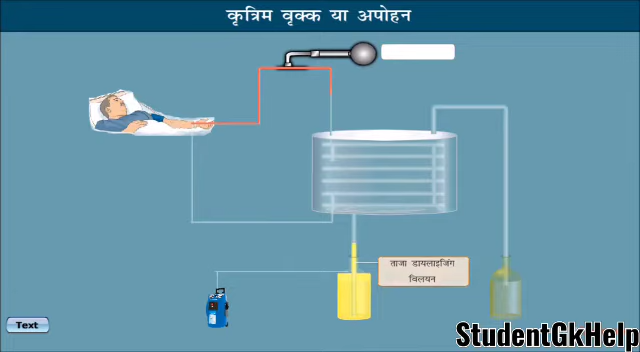 कृत्रिम वृक्क या अपोहन
ताजा डायलाइजिंग
विलयन
Text
StudentGkHelp